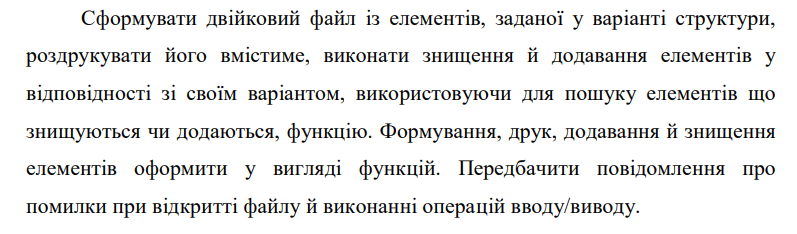 Сформувати двійковий файл із елементів, заданої у варіанті структури,
роздрукувати його вмістиме, виконати знищення й додавання елементів у
відповідності зі своїм варіантом, використовуючи для пошуку елементів що
знищуються чи додаються, функцію. Формування, друк, додавання й знищення
елементів оформити у вигляді функцій. Передбачити повідомлення про
помилки при відкритті файлу й виконанні операцій вводу/виводу.